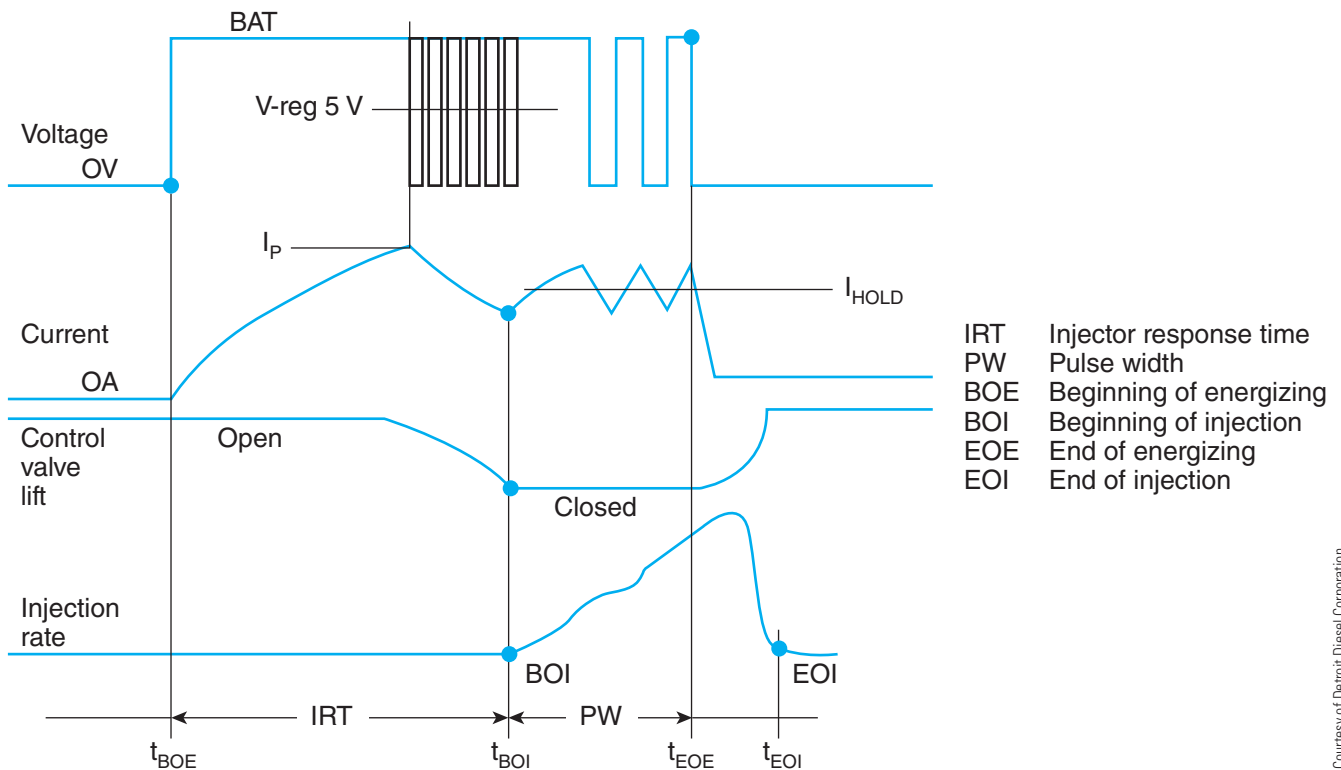 BAT
V-reg 5 V
Voltage
OV
I_P
I_HOLD
Current
OA
Control
valve
lift
Open
Closed
Injection
rate
BOI
EOI
IRT
PW
t_BOE
t_BOI
t_EOE
t_EOI
IRT Injector response time
PW Pulse width
BOE Beginning of energizing
BOI Beginning of injection
EOE End of energizing
EOI End of injection
Courtesy of Detroit Diesel Corporation